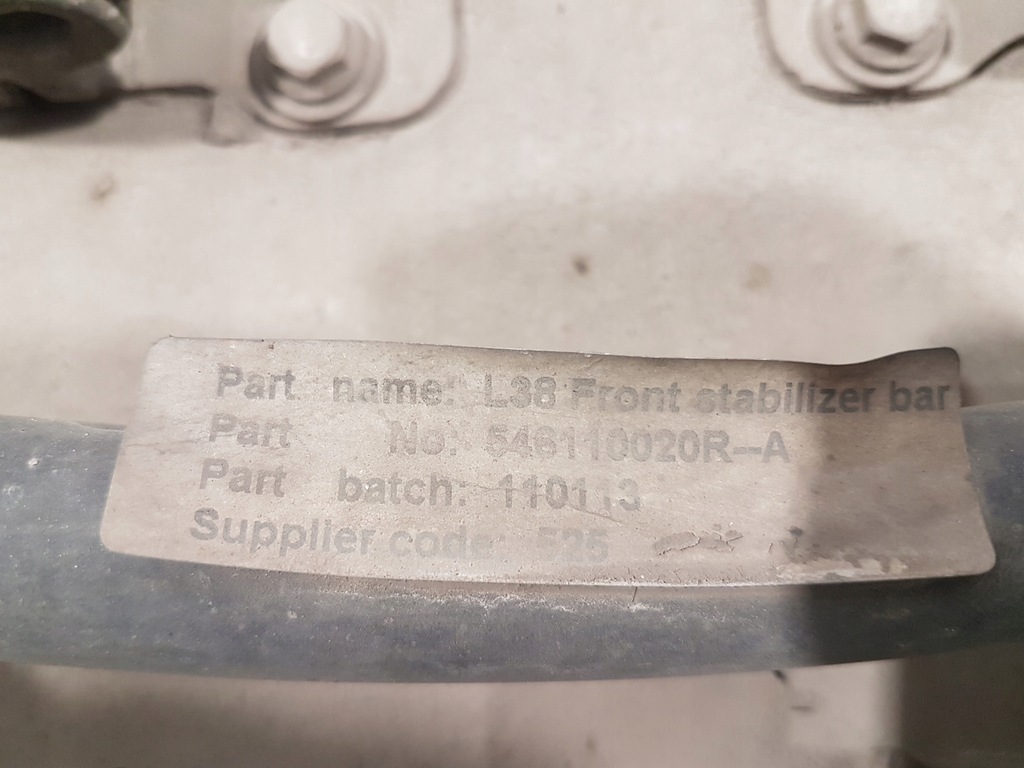 Part name: L38 Front stabilizer bar
Part No: 546110020R--A
Part batch: 110113
Supplier code: 525